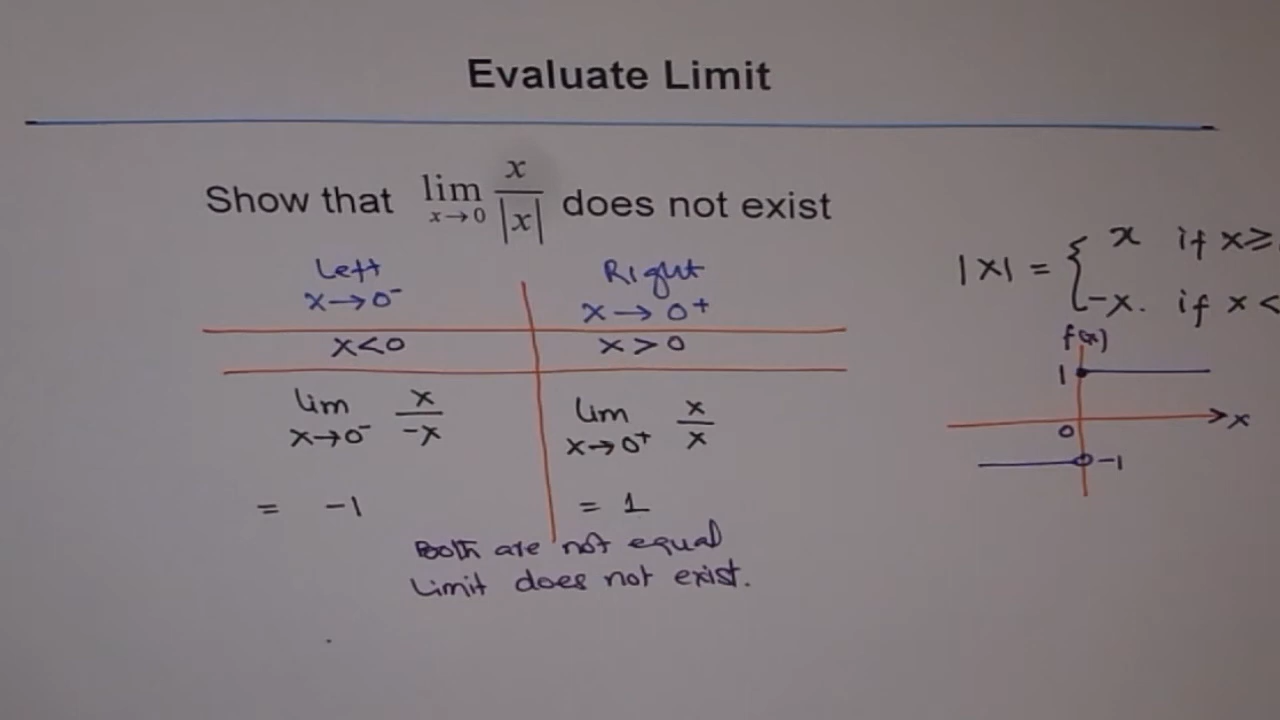 Evaluate Limit
Show that lim x→0 x/|x| does not exist
Left Right
x→0⁻ x→0⁺
x<0 x>0
lim x→0⁻ x/-x lim x→0⁺ x/x
= -1 = 1
Both are not equal
Limit does not exist.
|x| = { x if x≥
-x. if x<
f(x)
1
0 x
-1